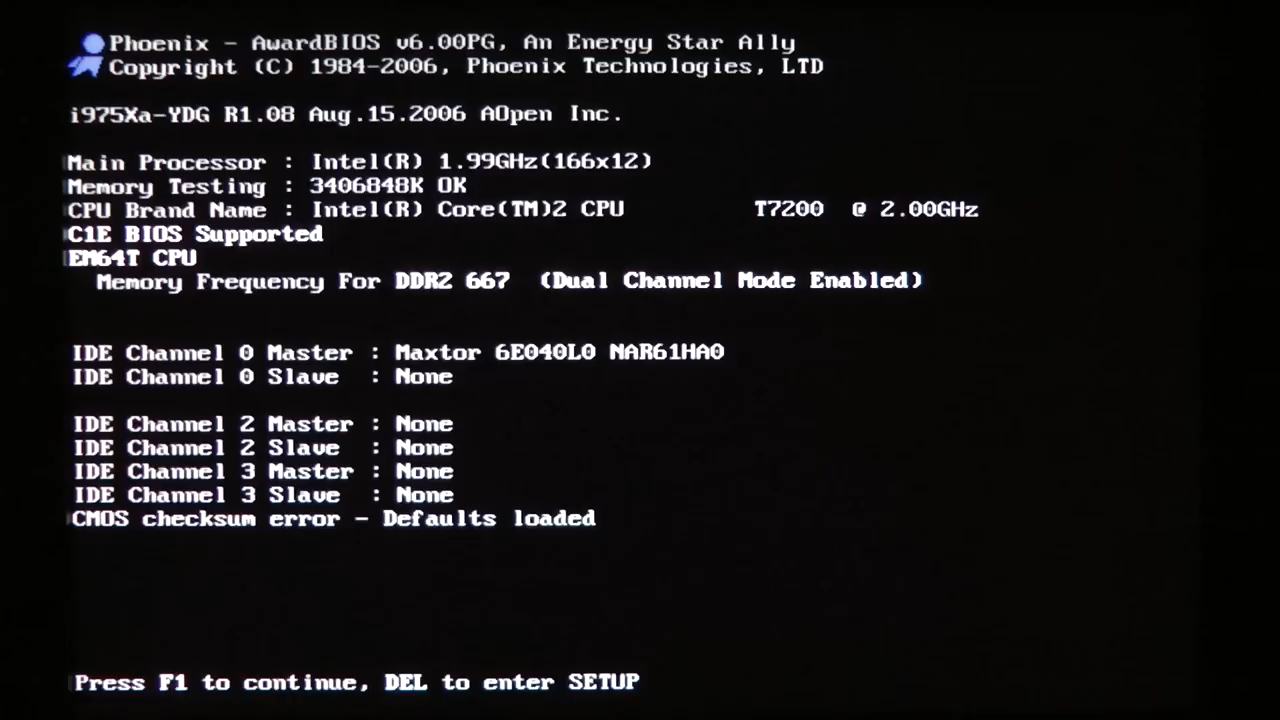 Phoenix - AwardBIOS v6.00PG, An Energy Star Ally
Copyright (C) 1984-2006, Phoenix Technologies, LTD
i975Xa-YDG R1.08 Aug.15.2006 AOpen Inc.
Main Processor : Intel(R) 1.99GHz(166x12)
Memory Testing : 3406848K OK
CPU Brand Name : Intel(R) Core(TM)2 CPU T7200 @ 2.00GHz
C1E BIOS Supported
EM64T CPU
Memory Frequency For DDR2 667 (Dual Channel Mode Enabled)
IDE Channel 0 Master : Maxtor 6E040L0 NAR61HA0
IDE Channel 0 Slave : None
IDE Channel 2 Master : None
IDE Channel 2 Slave : None
IDE Channel 3 Master : None
IDE Channel 3 Slave : None
CMOS checksum error - Defaults loaded
Press F1 to continue, DEL to enter SETUP